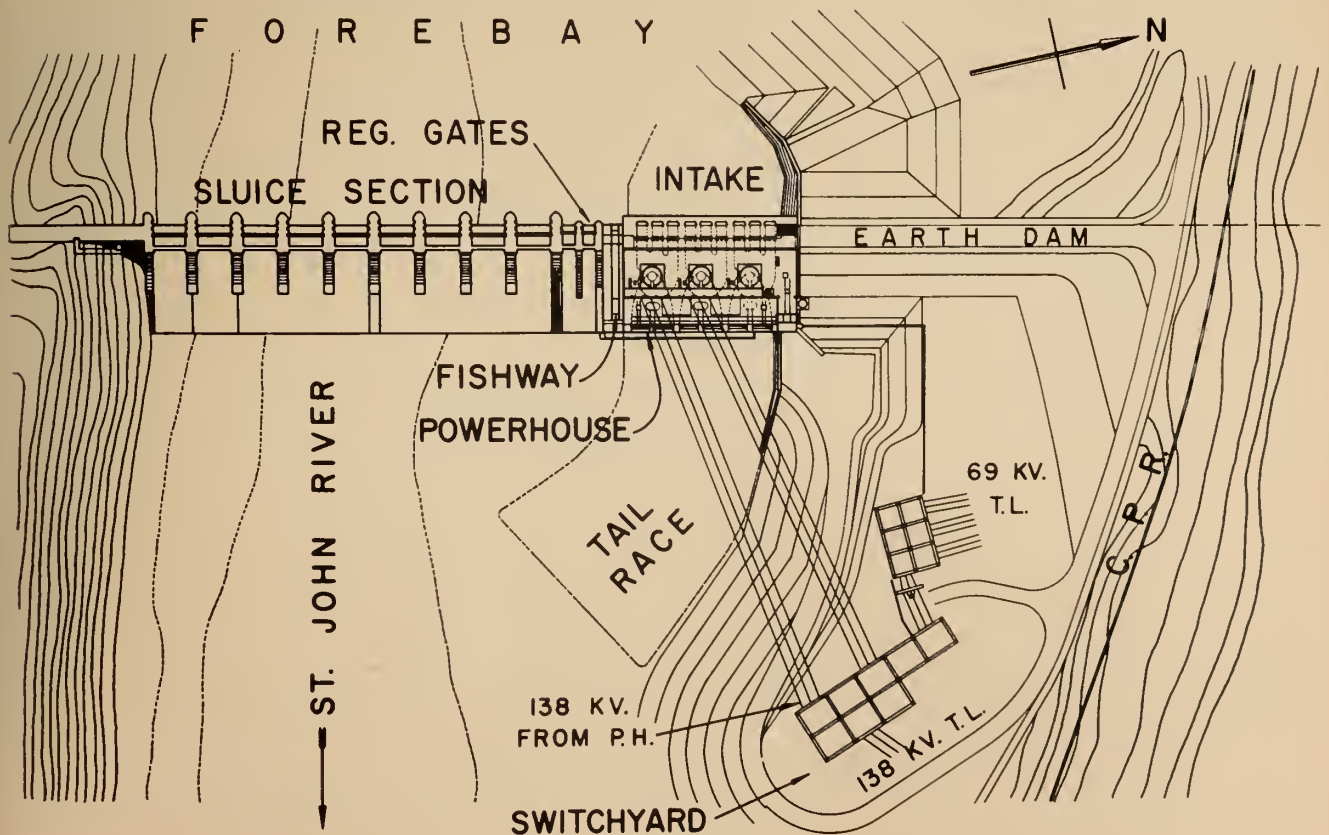 FOREBAY
N
REG. GATES
SLUICE SECTION
INTAKE
EARTH DAM
FISHWAY
POWERHOUSE
ST. JOHN RIVER
TAIL
RACE
69 KV.
T.L.
C. P. R.
138 KV.
FROM P.H.
138 KV. T.L.
SWITCHYARD